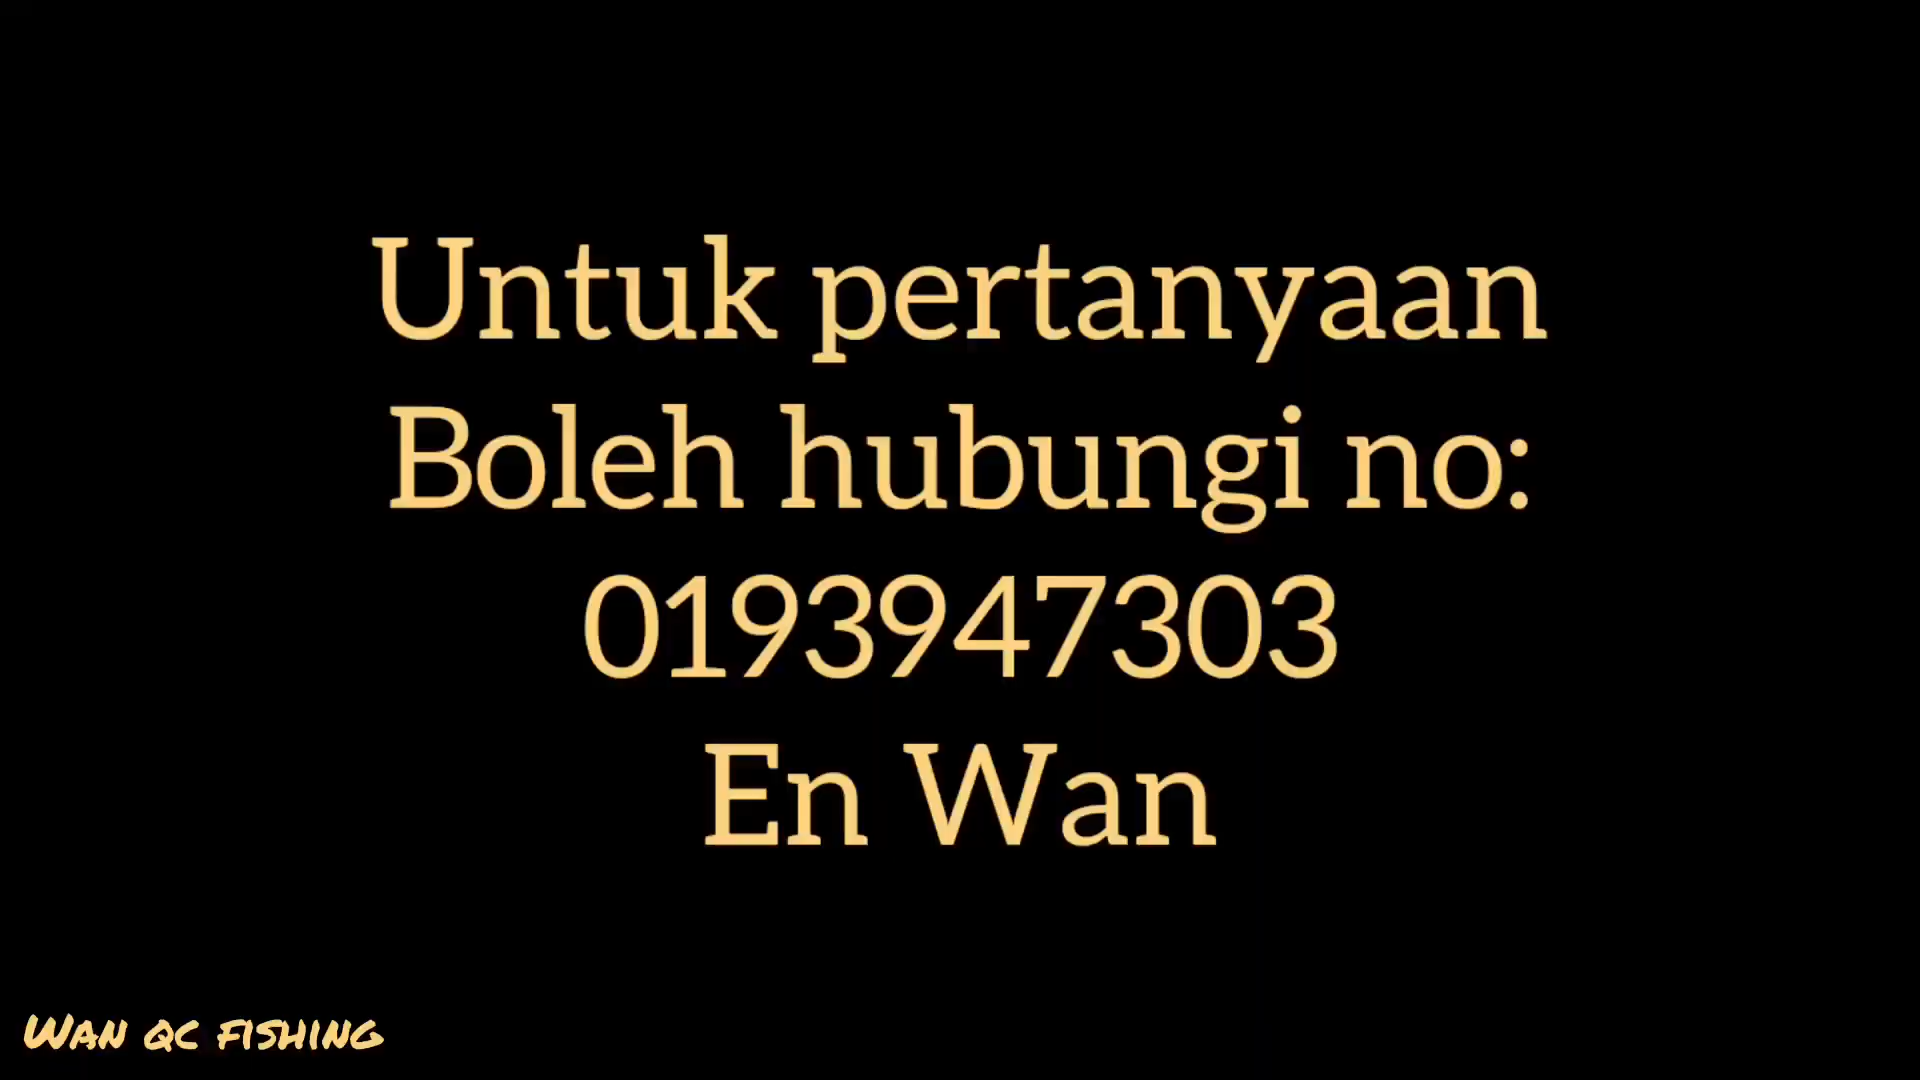 Untuk pertanyaan
Boleh hubungi no:
0193947303
En Wan
Wan qc fishing